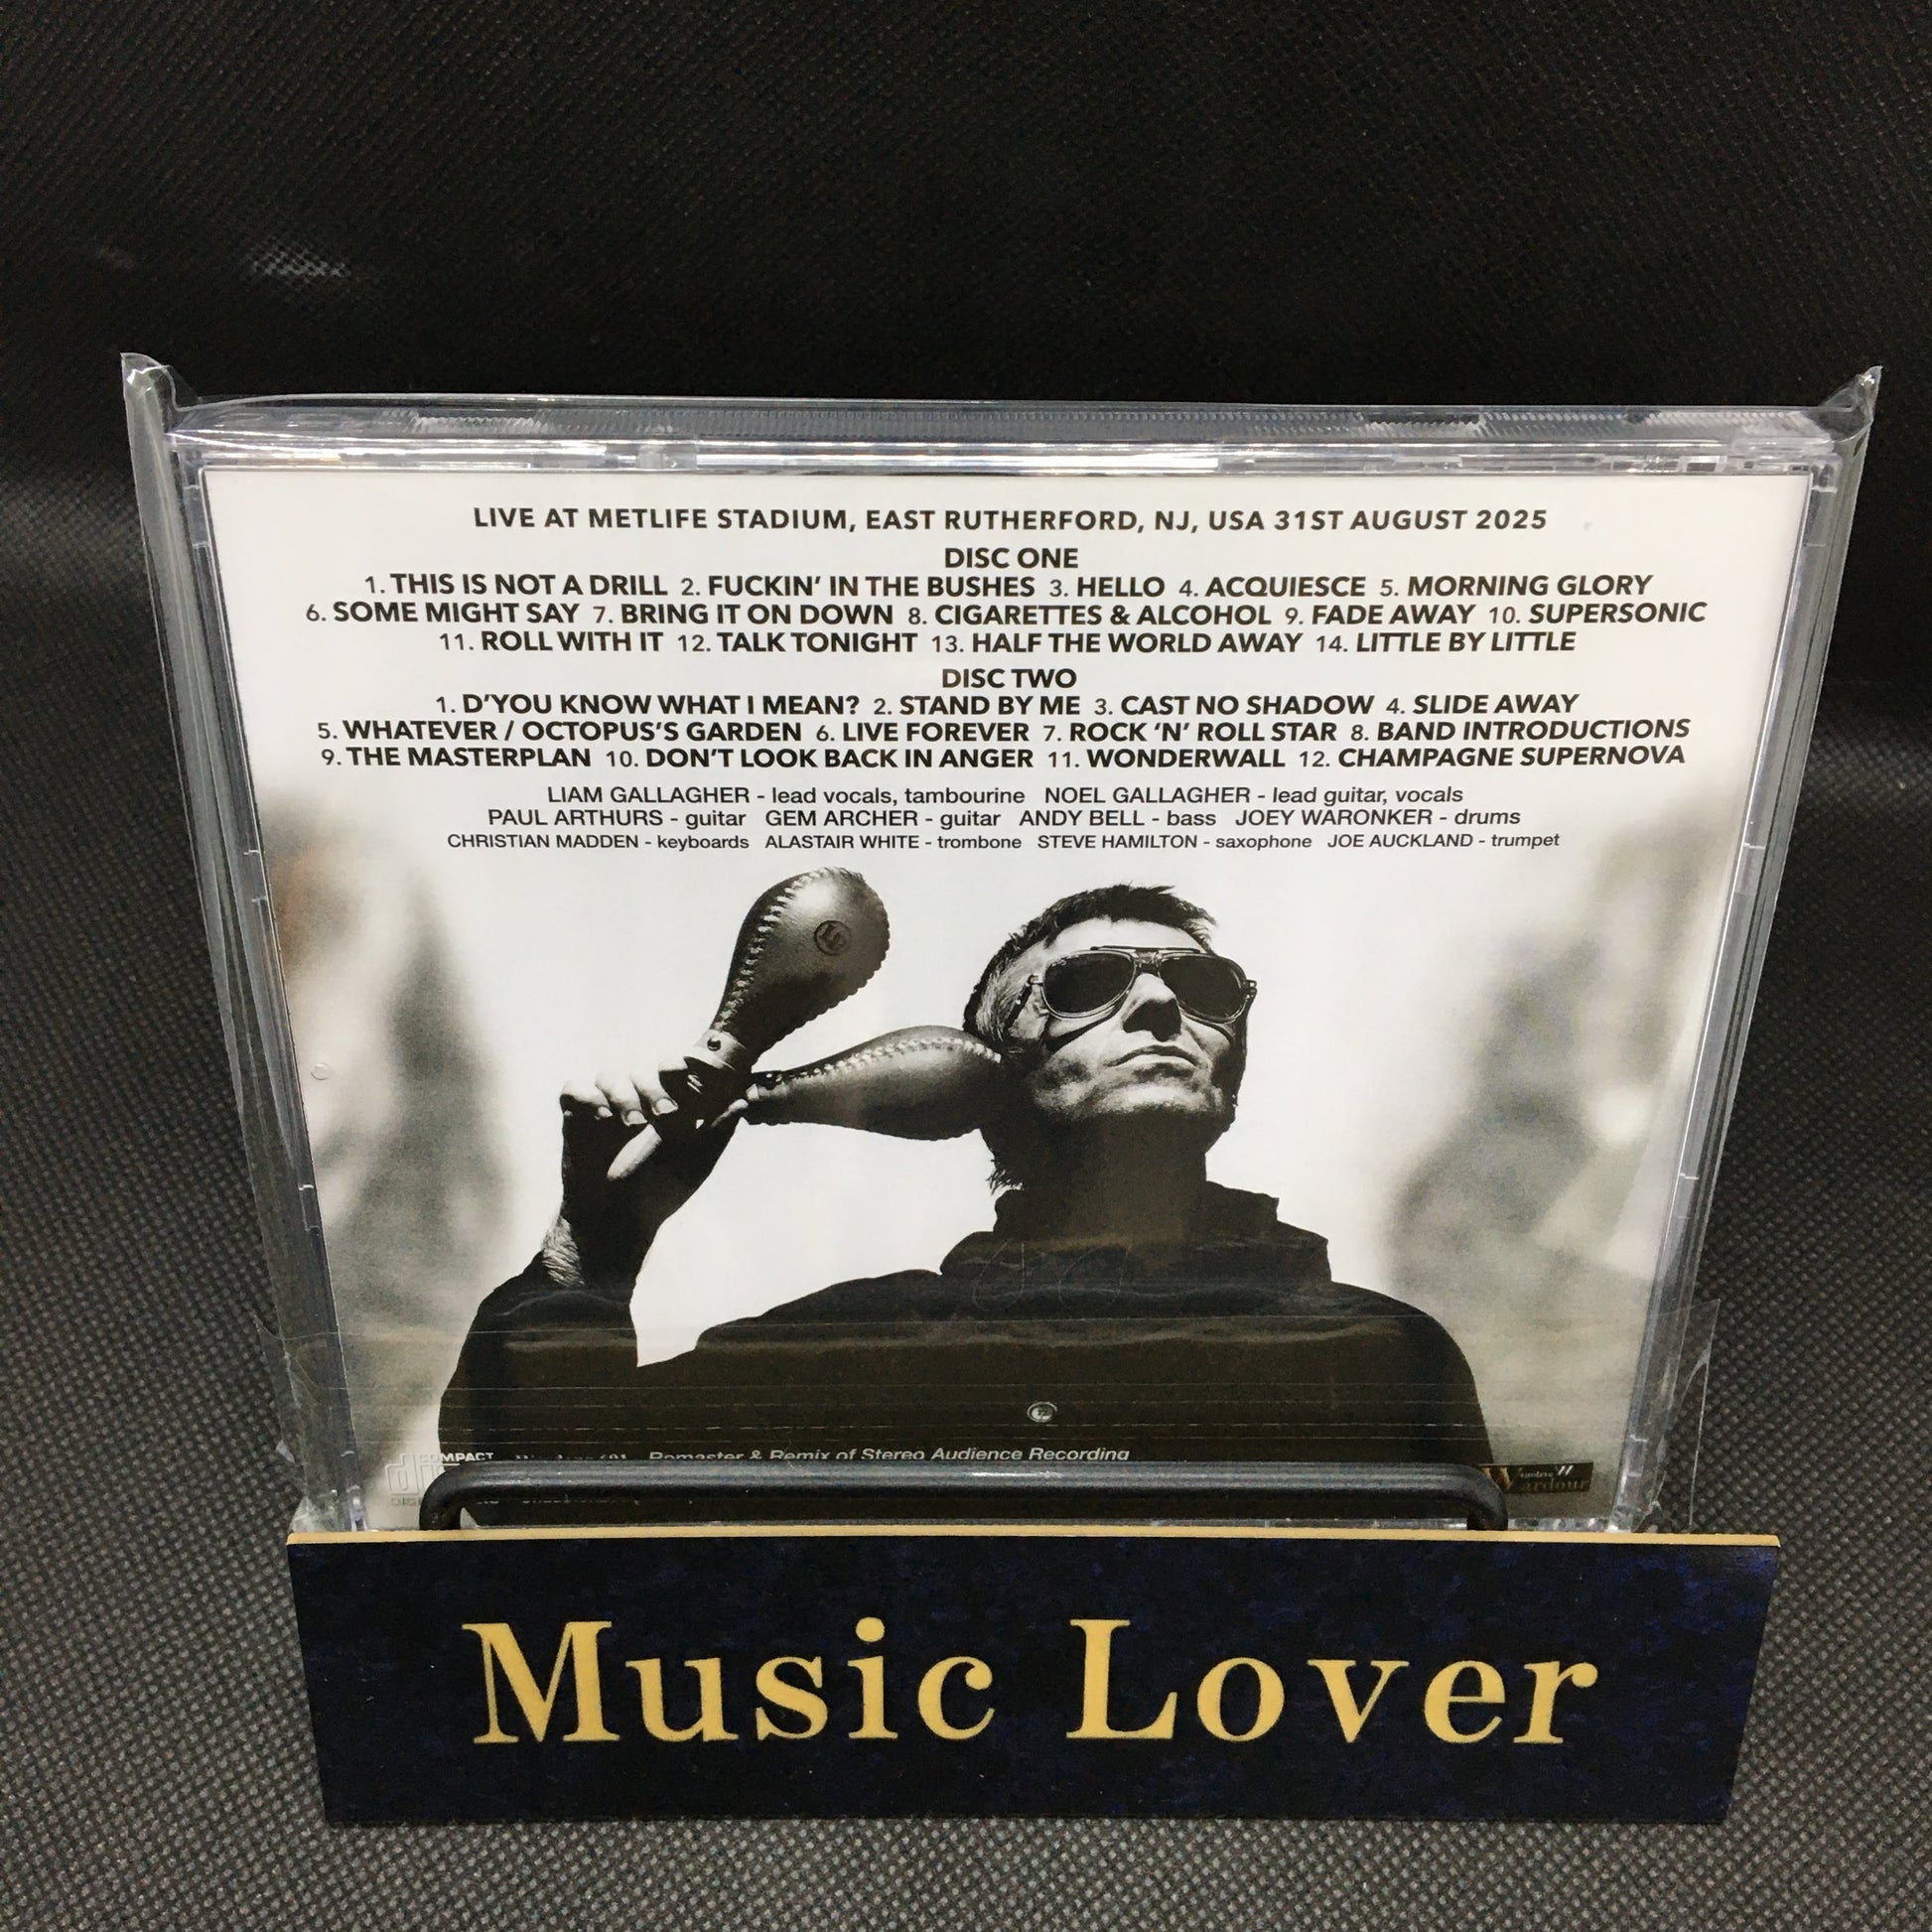 LIVE AT METLIFE STADIUM, EAST RUTHERFORD, NJ, USA 31ST AUGUST 2025
DISC ONE
1. THIS IS NOT A DRILL 2. FUCKIN' IN THE BUSHES 3. HELLO 4. ACQUIESCE 5. MORNING GLORY
6. SOME MIGHT SAY 7. BRING IT ON DOWN 8. CIGARETTES & ALCOHOL 9. FADE AWAY 10. SUPERSONIC
11. ROLL WITH IT 12. TALK TONIGHT 13. HALF THE WORLD AWAY 14. LITTLE BY LITTLE
DISC TWO
1. D'YOU KNOW WHAT I MEAN? 2. STAND BY ME 3. CAST NO SHADOW 4. SLIDE AWAY
5. WHATEVER / OCTOPUS'S GARDEN 6. LIVE FOREVER 7. ROCK 'N' ROLL STAR 8. BAND INTRODUCTIONS
9. THE MASTERPLAN 10. DON'T LOOK BACK IN ANGER 11. WONDERWALL 12. CHAMPAGNE SUPERNOVA
LIAM GALLAGHER - lead vocals, tambourine NOEL GALLAGHER - lead guitar, vocals
PAUL ARTHURS - guitar GEM ARCHER - guitar ANDY BELL - bass JOEY WARONKER - drums
CHRISTIAN MADDEN - keyboards ALASTAIR WHITE - trombone STEVE HAMILTON - saxophone JOE AUCKLAND - trumpet
COMPACT
Remaster & Remix of Stereo Audience Recording
Wardour
Music Lover